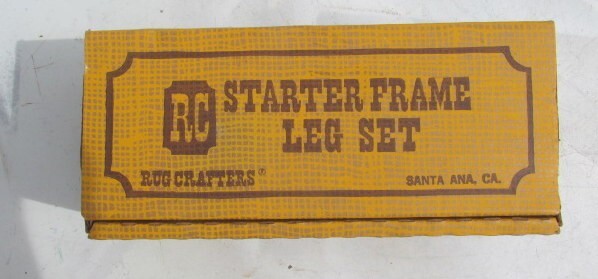 RC
STARTER FRAME
LEG SET
RUG CRAFTERS®
SANTA ANA, CA.